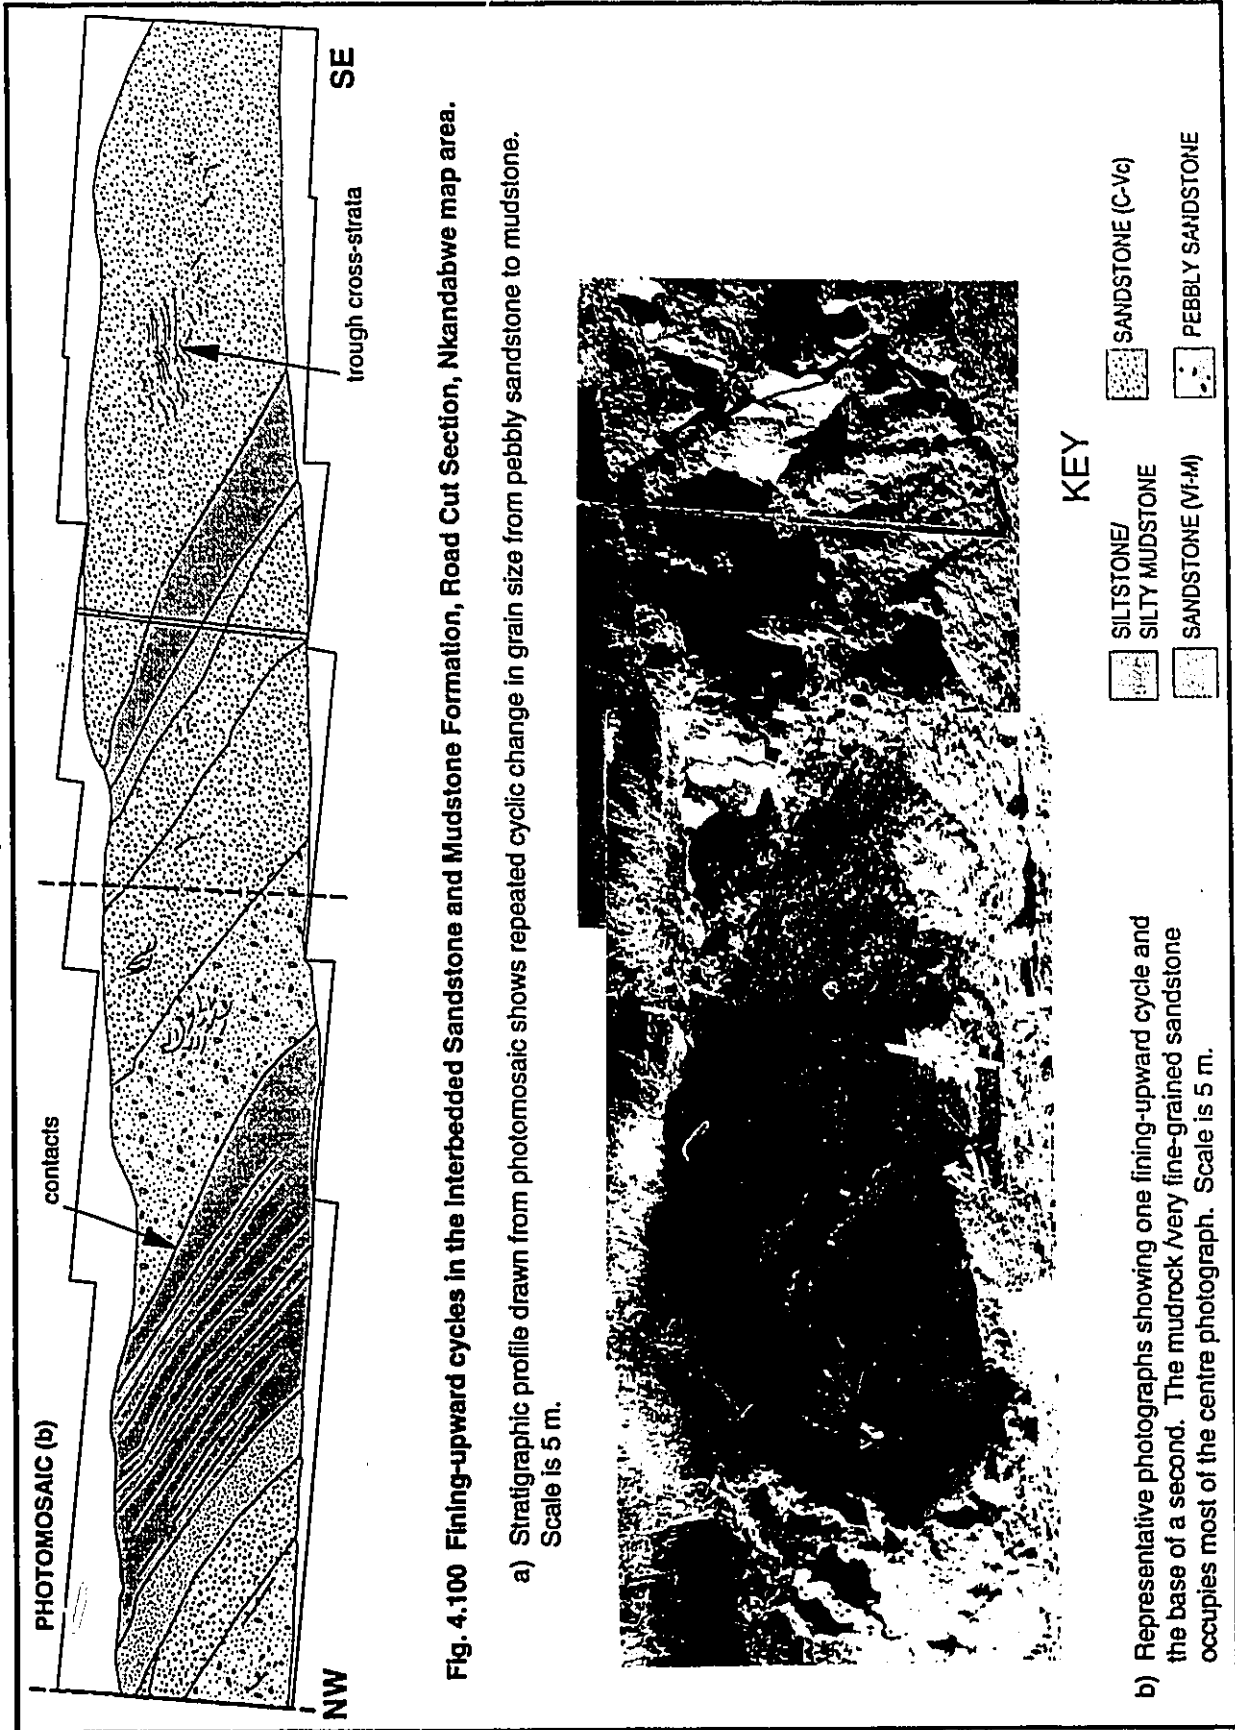 PHOTOMOSAIC (b)
contacts
NW
SE
trough cross-strata
Fig. 4.100 Fining-upward cycles in the Interbedded Sandstone and Mudstone Formation, Road Cut Section, Nkandabwe map area.
a) Stratigraphic profile drawn from photomosaic shows repeated cyclic change in grain size from pebbly sandstone to mudstone.
Scale is 5 m.
KEY
SILTSTONE/
SILTY MUDSTONE
SANDSTONE (Vf-M)
SANDSTONE (C-Vc)
PEBBLY SANDSTONE
b) Representative photographs showing one fining-upward cycle and
the base of a second. The mudrock /very fine-grained sandstone
occupies most of the centre photograph. Scale is 5 m.